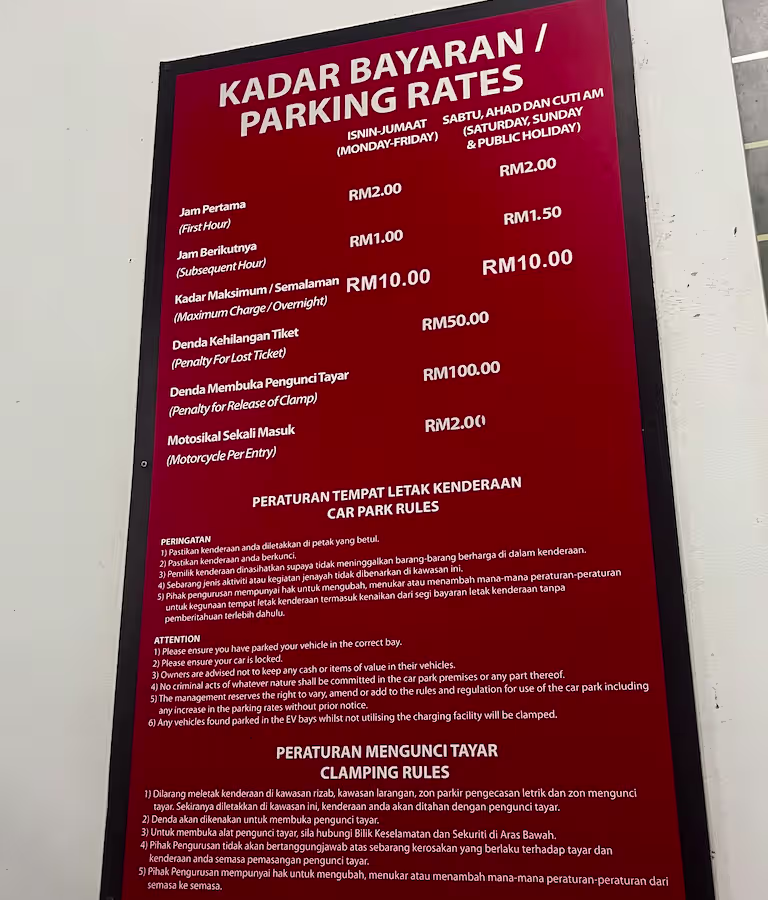 KADAR BAYARAN /
PARKING RATES
ISNIN-JUMAAT
(MONDAY-FRIDAY)
SABTU, AHAD DAN CUTI AM
(SATURDAY, SUNDAY
& PUBLIC HOLIDAY)
Jam Pertama RM2.00 RM2.00
(First Hour)
Jam Berikutnya RM1.00 RM1.50
(Subsequent Hour)
Kadar Maksimum / Semalaman RM10.00 RM10.00
(Maximum Charge / Overnight)
Denda Kehilangan Tiket RM50.00
(Penalty For Lost Ticket)
Denda Membuka Pengunci Tayar RM100.00
(Penalty for Release of Clamp)
Motosikal Sekali Masuk RM2.00
(Motorcycle Per Entry)
PERATURAN TEMPAT LETAK KENDERAAN
CAR PARK RULES
PERINGATAN
1) Pastikan kenderaan anda diletakkan di petak yang betul.
2) Pastikan kenderaan anda berkunci.
3) Pemilik kenderaan dinasihatkan supaya tidak meninggalkan barang-barang berharga di dalam kenderaan.
4) Sebarang jenis aktiviti atau kegiatan jenayah tidak dibenarkan di kawasan ini.
5) Pihak pengurusan mempunyai hak untuk mengubah, menukar atau menambah mana-mana peraturan-peraturan
untuk kegunaan tempat letak kenderaan termasuk kenaikan dari segi bayaran letak kenderaan tanpa
pemberitahuan terlebih dahulu.
ATTENTION
1) Please ensure you have parked your vehicle in the correct bay.
2) Please ensure your car is locked.
3) Owners are advised not to keep any cash or items of value in their vehicles.
4) No criminal acts of whatever nature shall be committed in the car park premises or any part thereof.
5) The management reserves the right to vary, amend or add to the rules and regulation for use of the car park including
any increase in the parking rates without prior notice.
6) Any vehicles found parked in the EV bays whilst not utilising the charging facility will be clamped.
PERATURAN MENGUNCI TAYAR
CLAMPING RULES
1) Dilarang meletak kenderaan di kawasan rizab, kawasan larangan, zon parkir pengecasan letrik dan zon mengunci
tayar. Sekiranya diletakkan di kawasan ini, kenderaan anda akan ditahan dengan pengunci tayar.
2) Denda akan dikenakan untuk membuka pengunci tayar.
3) Untuk membuka alat pengunci tayar, sila hubungi Bilik Keselamatan dan Sekuriti di Aras Bawah.
4) Pihak Pengurusan tidak akan bertanggungjawab atas sebarang kerosakan yang berlaku terhadap tayar dan
kenderaan anda semasa pemasangan pengunci tayar.
5) Pihak Pengurusan mempunyai hak untuk mengubah, menukar atau menambah mana-mana peraturan-peraturan dari
semasa ke semasa.